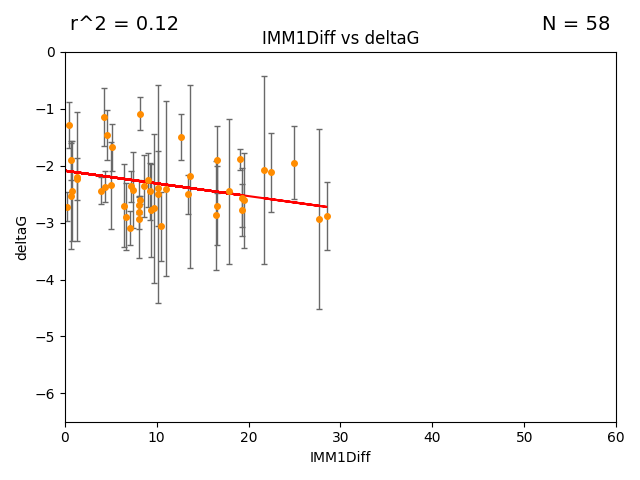 r^2 = 0.12
N = 58
IMM1Diff vs deltaG
0
−1
−2
−3
−4
−5
−6
deltaG
0 10 20 30 40 50 60
IMM1Diff